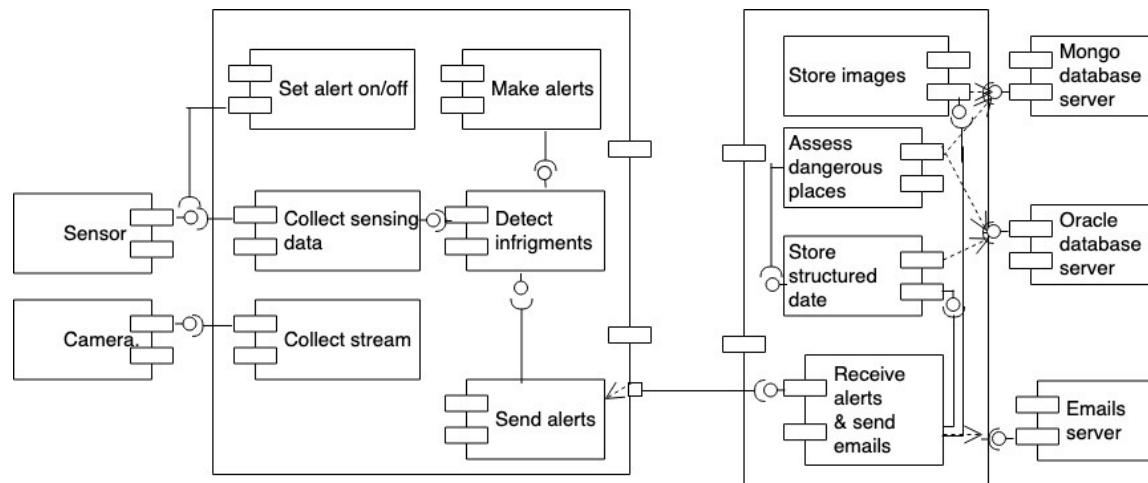 Set alert on/off
Make alerts
Store images
Mongo
database
server
Assess
dangerous
places
Sensor
Collect sensing
data
Detect
infrigments
Oracle
database
server
Store
structured
date
Camera.
Collect stream
Receive
alerts
& send
emails
Send alerts
Emails
server